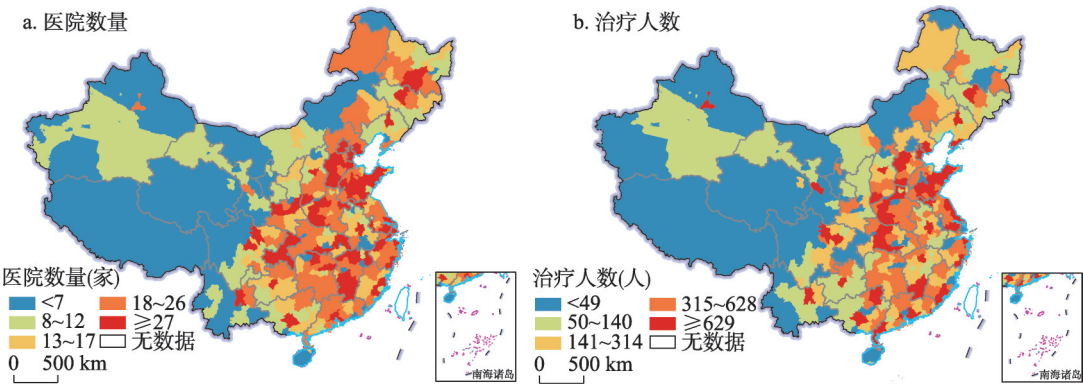 a. 医院数量
医院数量(家)
<7
18~26
8~12
≥27
13~17
无数据
0 500 km
南海诸岛
b. 治疗人数
治疗人数(人)
<49
315~628
50~140
≥629
141~314
无数据
0 500 km
南海诸岛